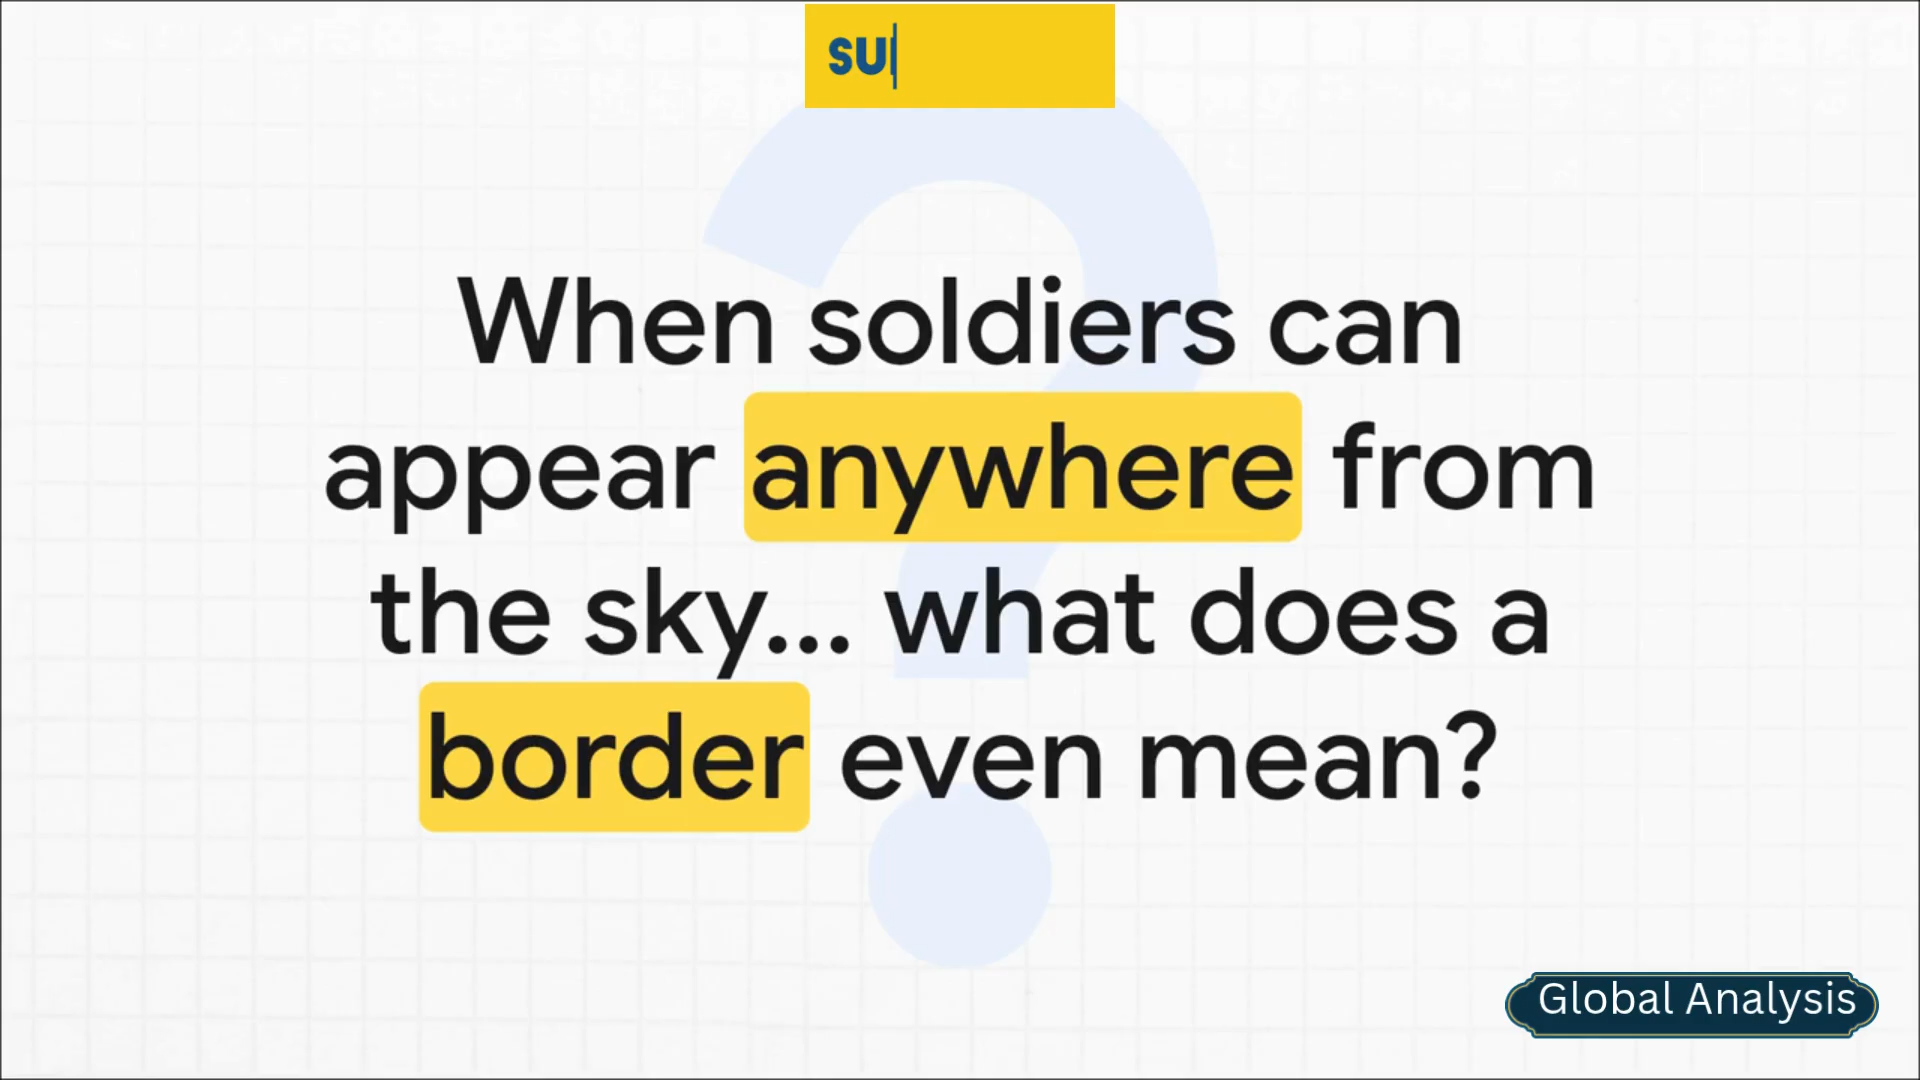 SU
When soldiers can
appear anywhere from
the sky... what does a
border even mean?
Global Analysis